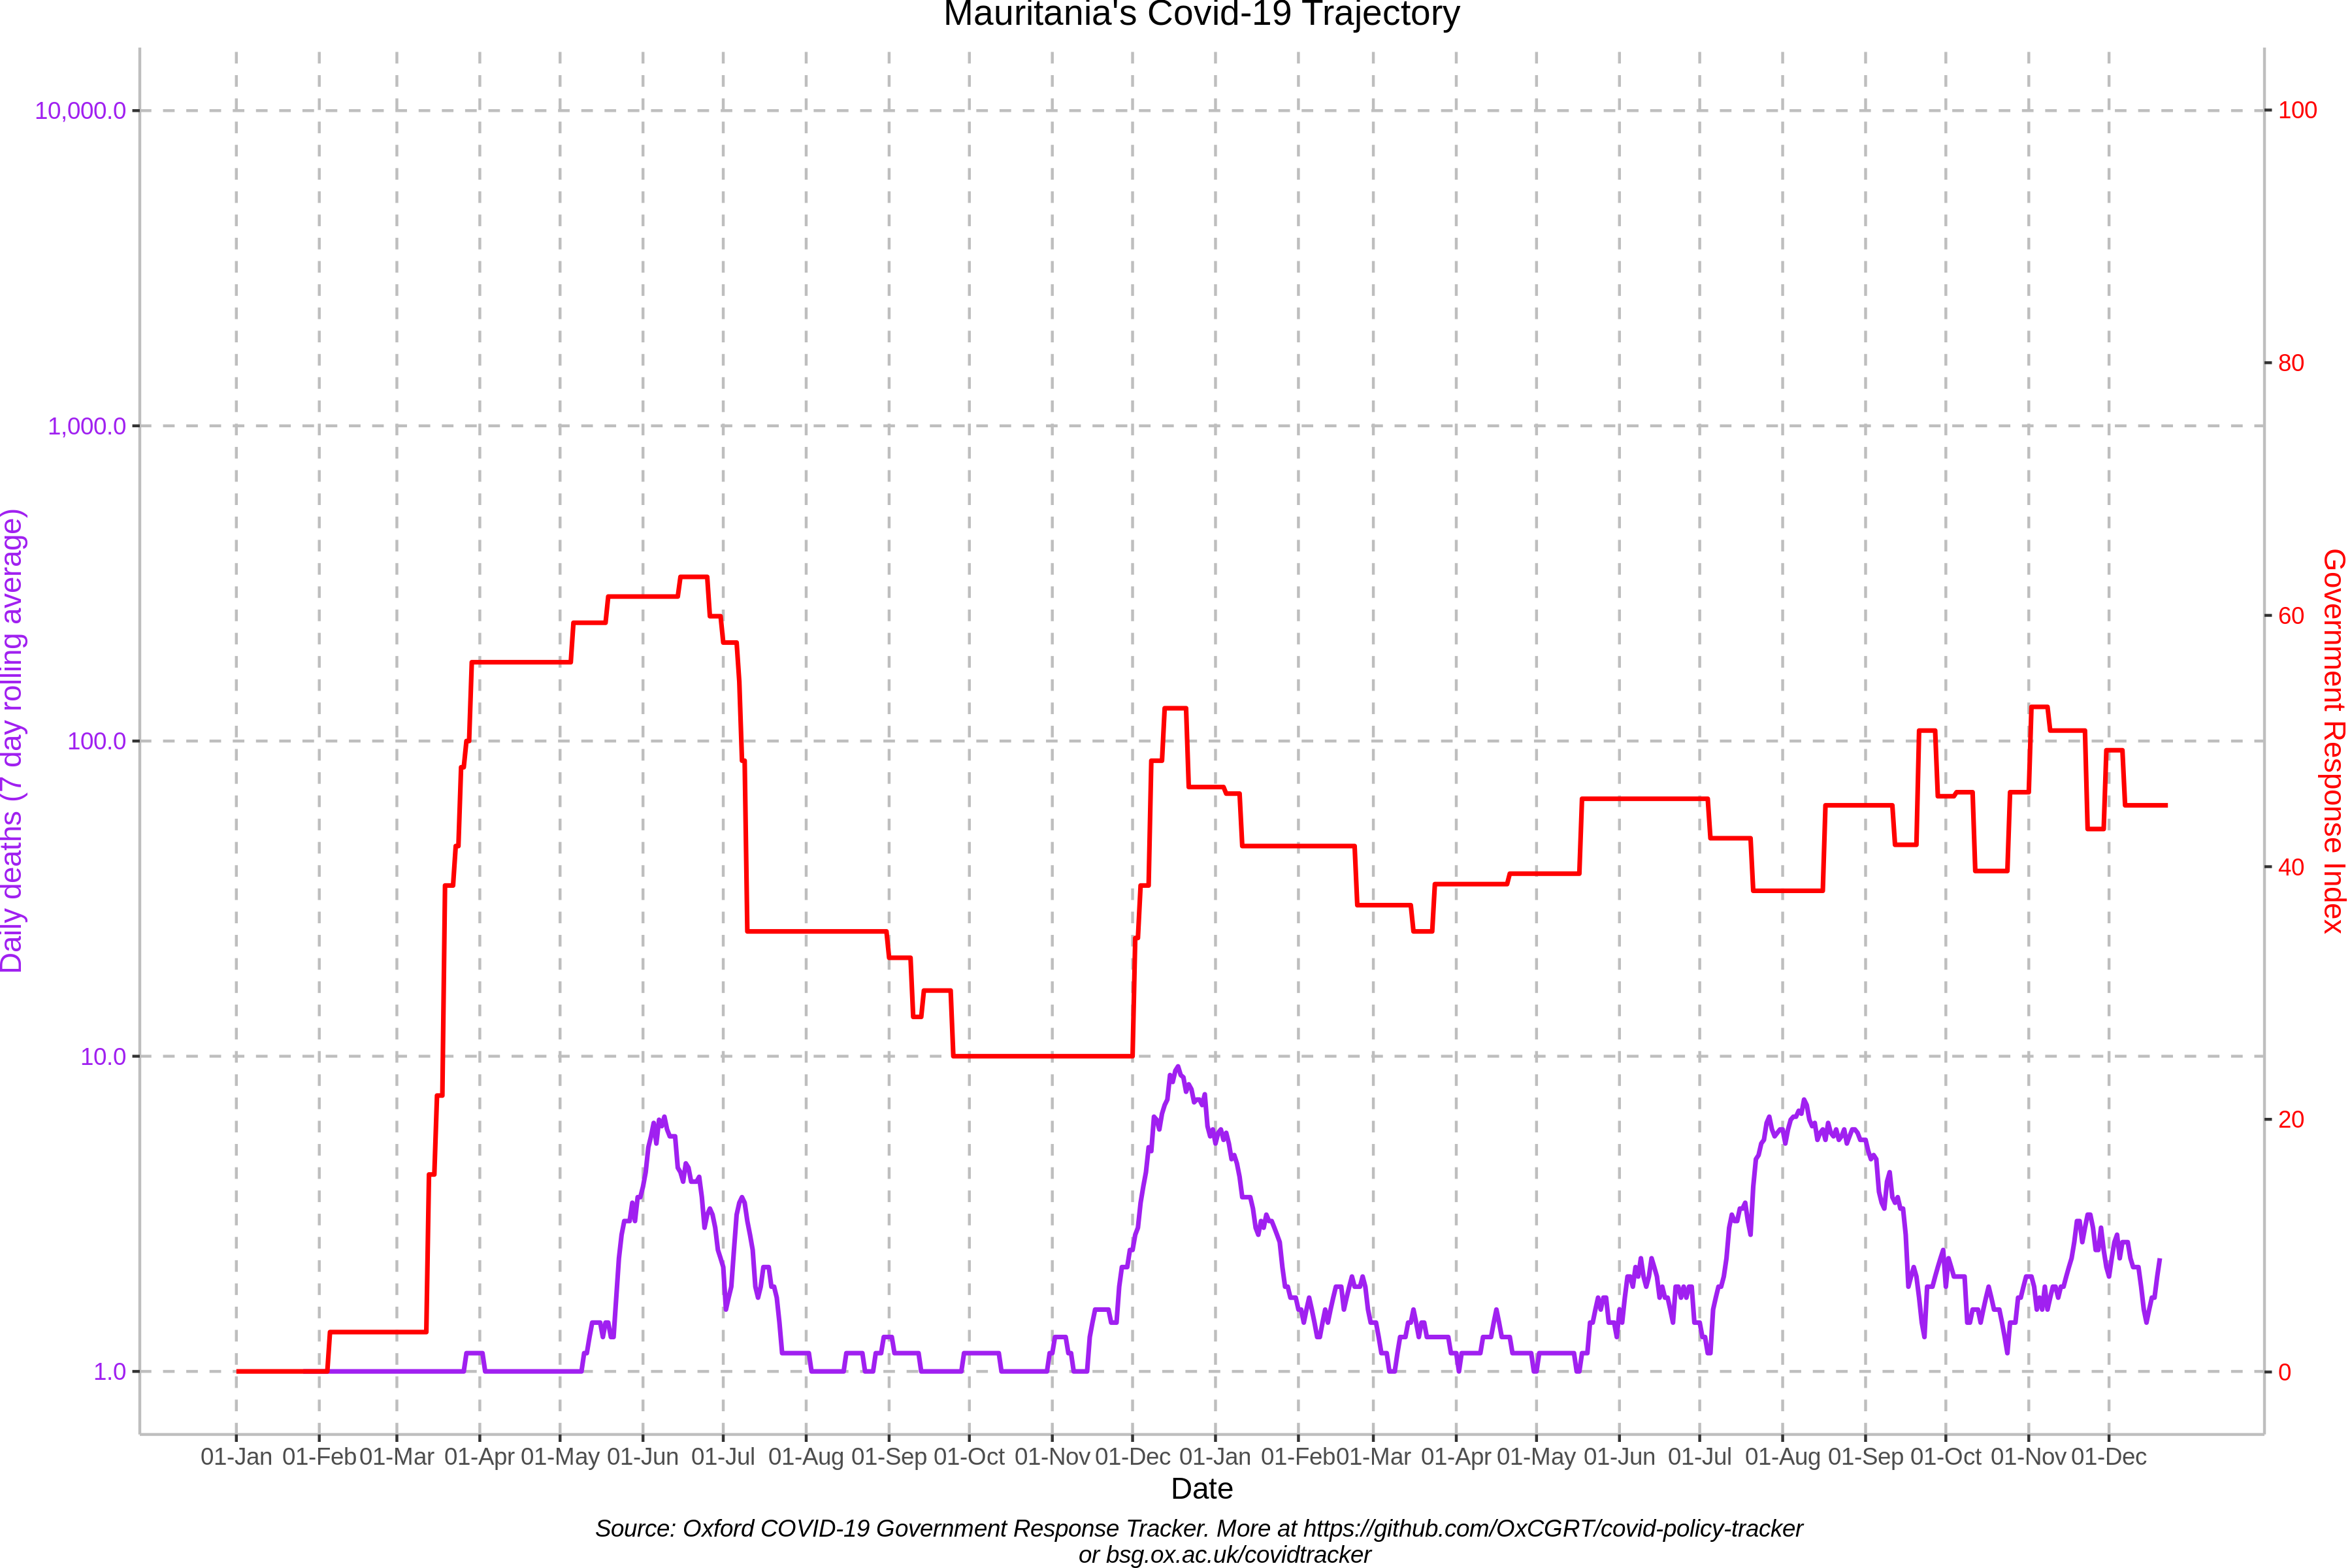 Mauritania's Covid-19 Trajectory
10,000.0
1,000.0
100.0
10.0
1.0
Daily deaths (7 day rolling average)
100
80
60
40
20
0
Government Response Index
01-Jan 01-Feb 01-Mar 01-Apr 01-May 01-Jun 01-Jul 01-Aug 01-Sep 01-Oct 01-Nov 01-Dec 01-Jan 01-Feb 01-Mar 01-Apr 01-May 01-Jun 01-Jul 01-Aug 01-Sep 01-Oct 01-Nov 01-Dec
Date
Source: Oxford COVID-19 Government Response Tracker. More at https://github.com/OxCGRT/covid-policy-tracker
or bsg.ox.ac.uk/covidtracker